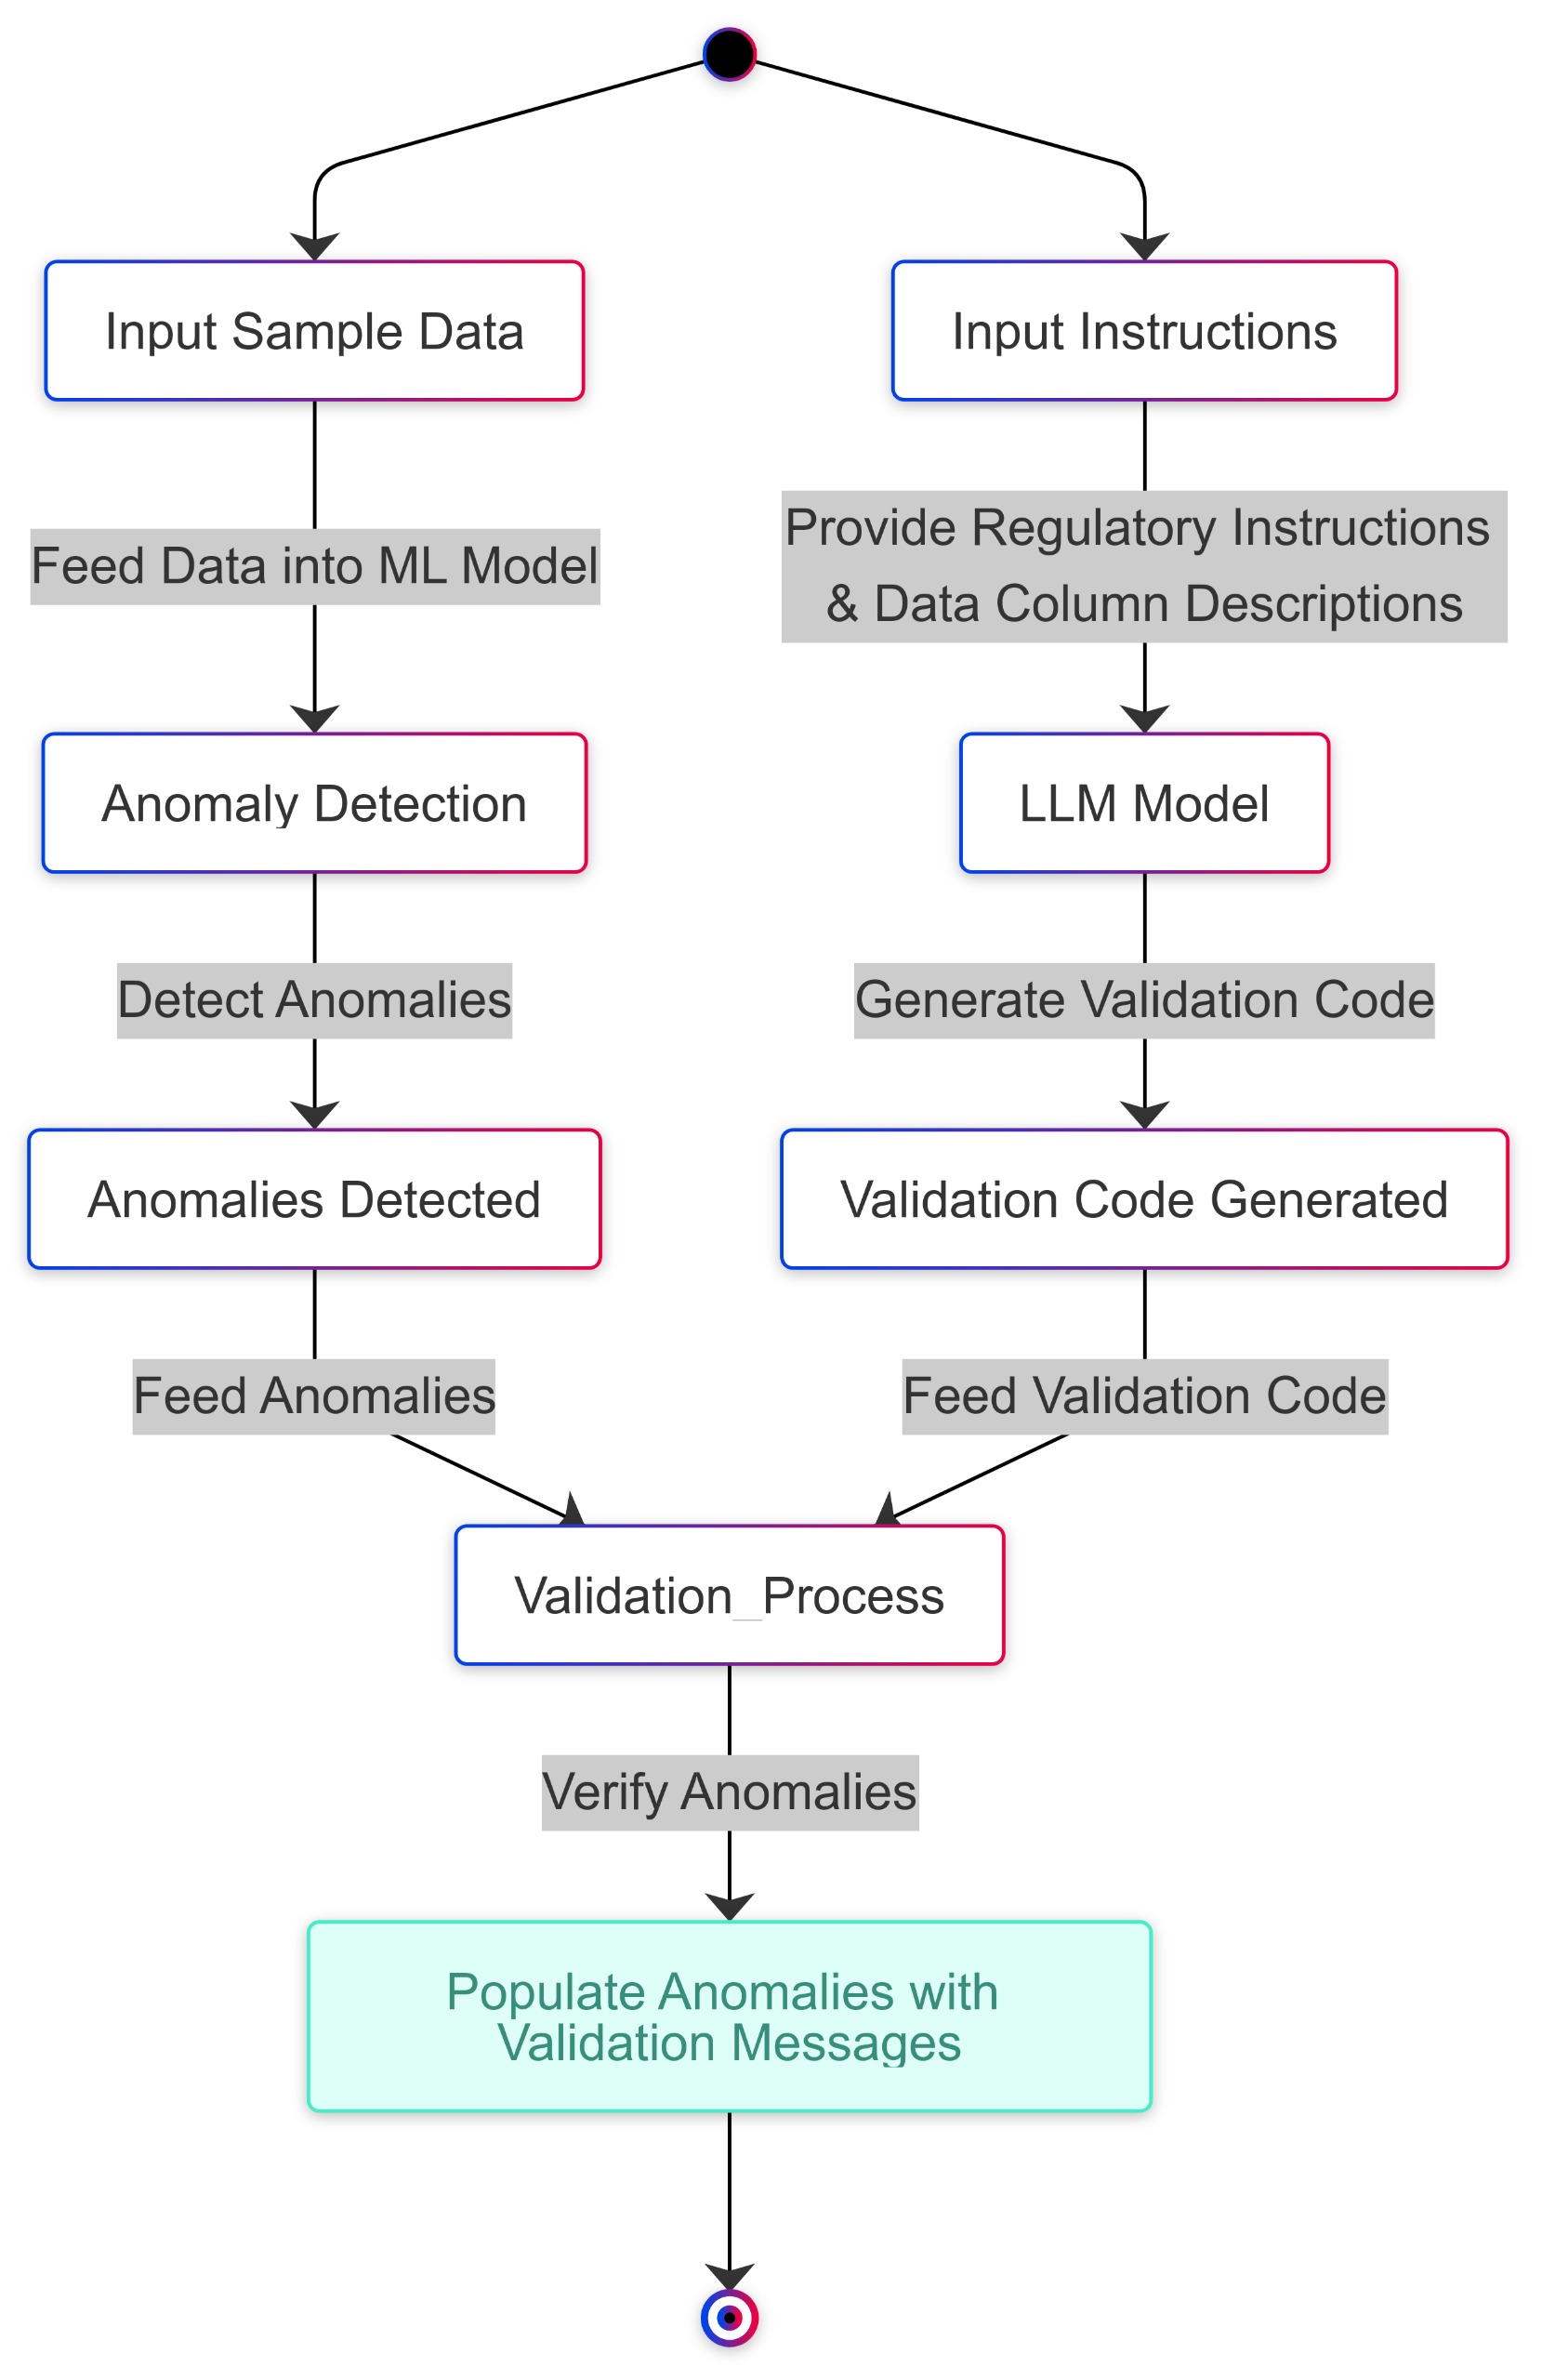 Input Sample Data
Input Instructions
Feed Data into ML Model
Provide Regulatory Instructions
& Data Column Descriptions
Anomaly Detection
LLM Model
Detect Anomalies
Generate Validation Code
Anomalies Detected
Validation Code Generated
Feed Anomalies
Feed Validation Code
Validation_Process
Verify Anomalies
Populate Anomalies with
Validation Messages